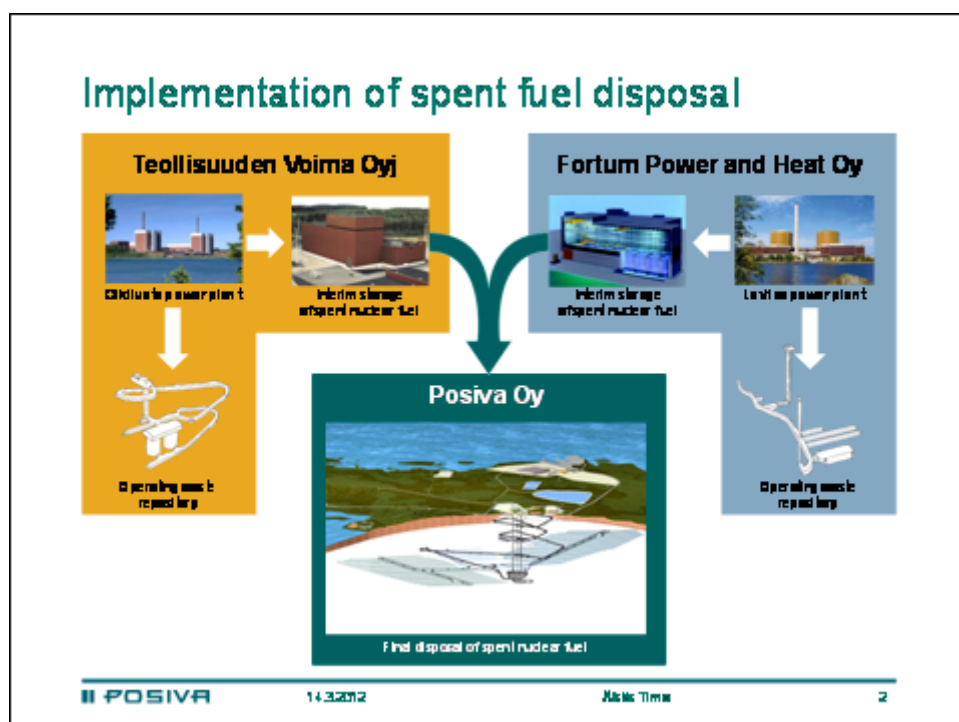 Implementation of spent fuel disposal
Teollisuuden Voima Oyj
Fortum Power and Heat Oy
Olkiluoto power plant
Interim storage
of spent nuclear fuel
Interim storage
of spent nuclear fuel
Loviisa power plant
Operating waste
repository
Posiva Oy
Operating waste
repository
Final disposal of spent nuclear fuel
POSIVA
14.3.2012
2